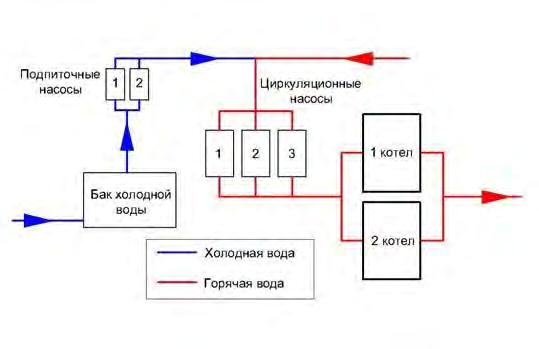 Подпиточные
насосы
1
2
Циркуляционные
насосы
1
2
3
1 котел
2 котел
Бак холодной
воды
Холодная вода
Горячая вода